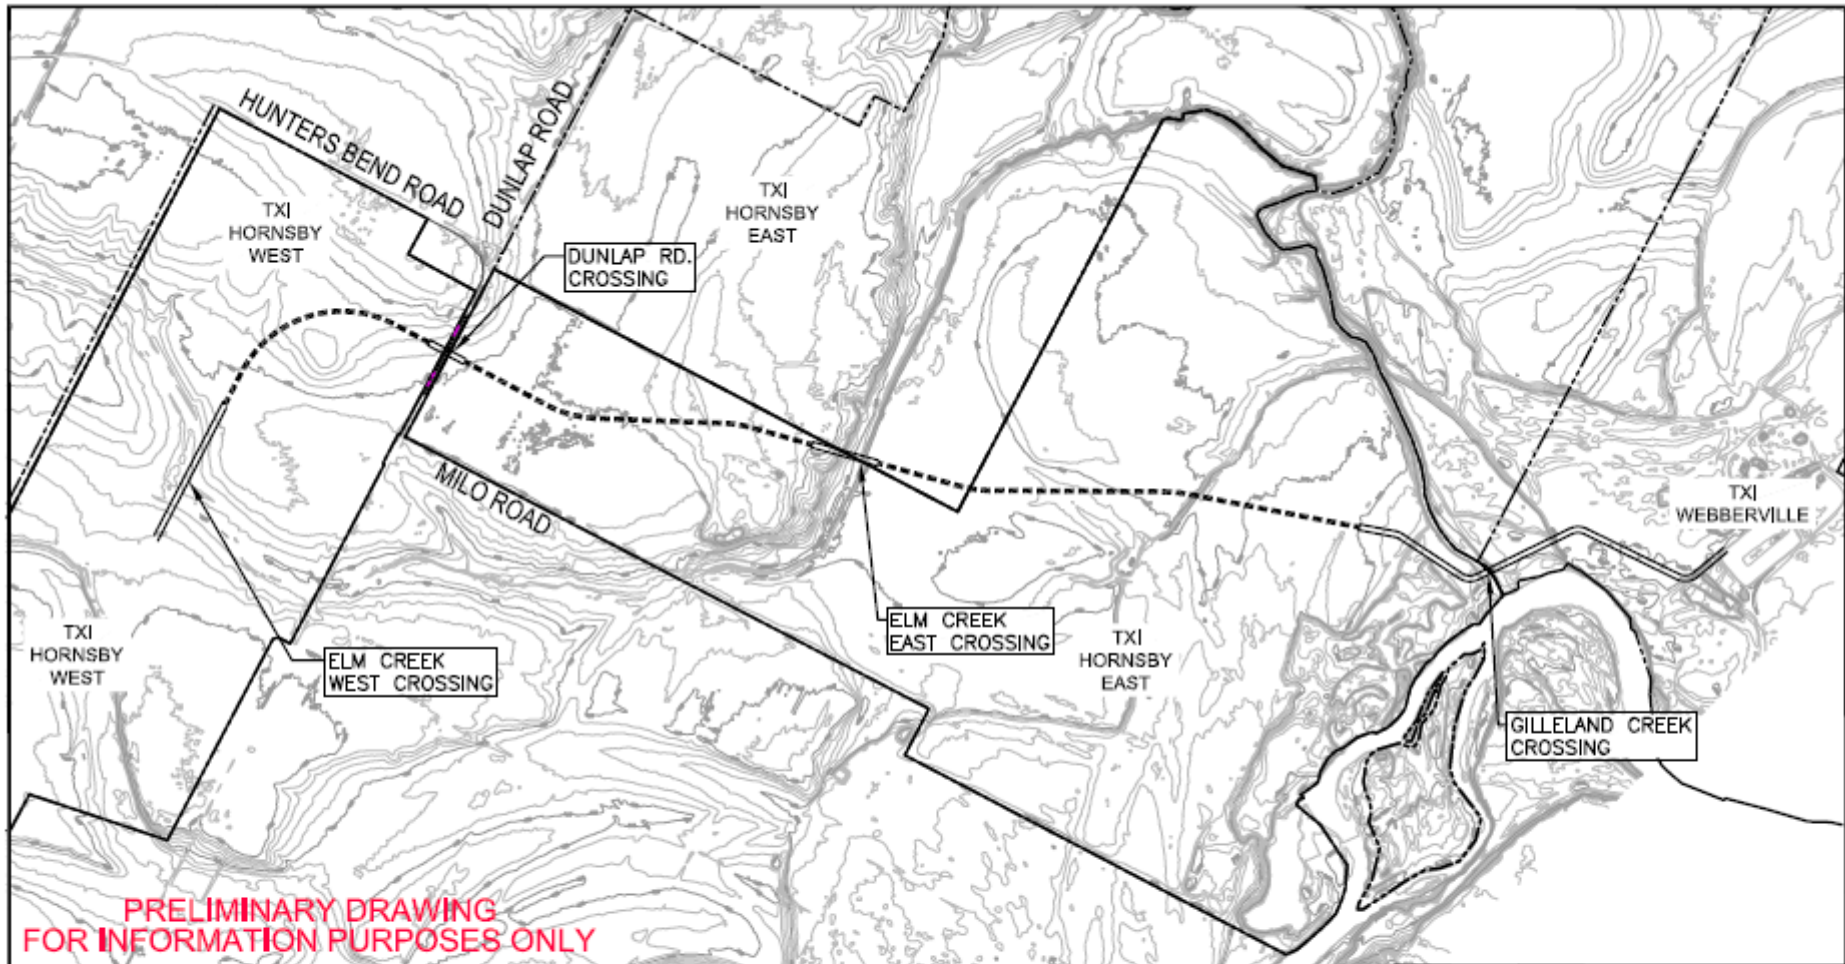 HUNTERS BEND ROAD
DUNLAP ROAD
TXI
HORNSBY
WEST
TXI
HORNSBY
EAST
DUNLAP RD.
CROSSING
MILO ROAD
TXI
WEBBERVILLE
ELM CREEK
EAST CROSSING
TXI
HORNSBY
WEST
ELM CREEK
WEST CROSSING
TXI
HORNSBY
EAST
GILLELAND CREEK
CROSSING
PRELIMINARY DRAWING
FOR INFORMATION PURPOSES ONLY